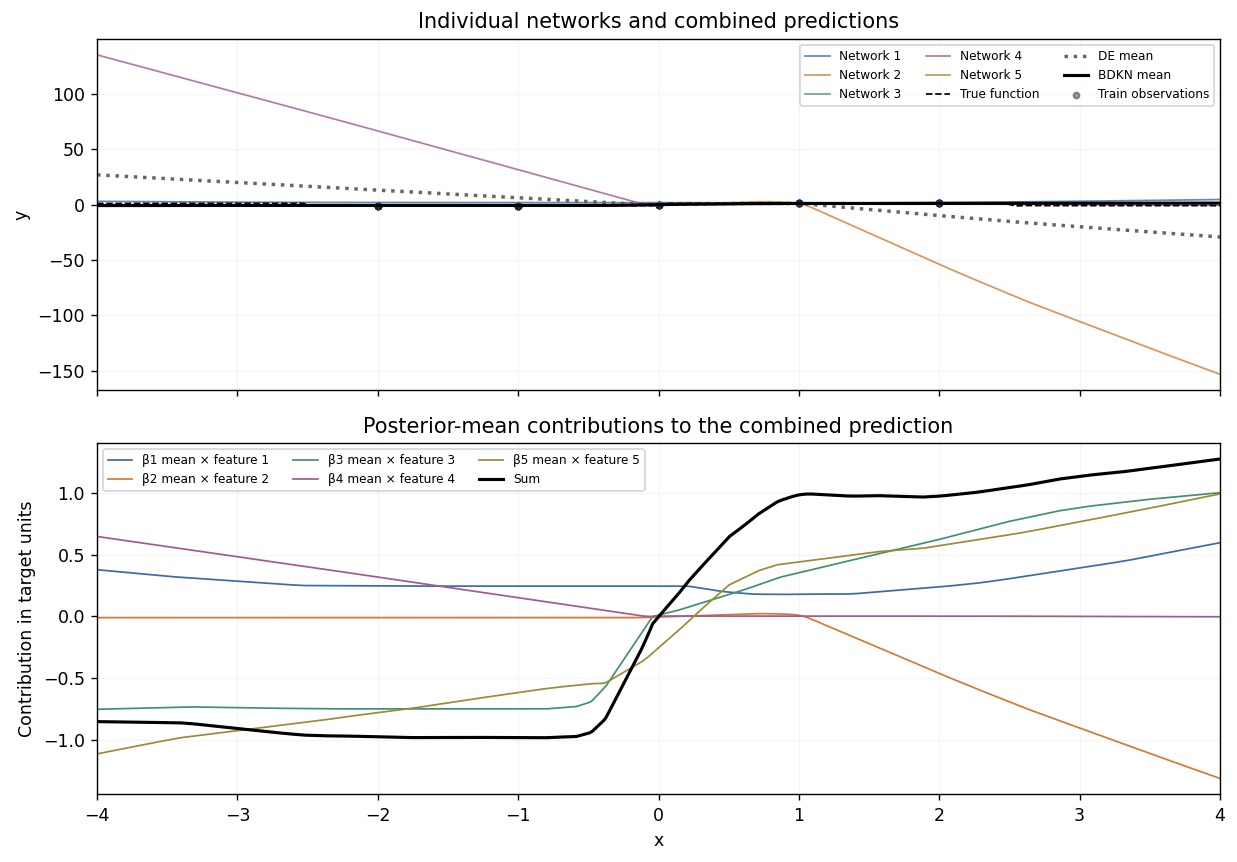 Individual networks and combined predictions
Network 1
Network 2
Network 3
Network 4
Network 5
True function
DE mean
BDKN mean
Train observations
100
50
0
−50
−100
−150
y
Posterior-mean contributions to the combined prediction
β1 mean × feature 1
β2 mean × feature 2
β3 mean × feature 3
β4 mean × feature 4
β5 mean × feature 5
Sum
1.0
0.5
0.0
−0.5
−1.0
Contribution in target units
−4 −3 −2 −1 0 1 2 3 4
x